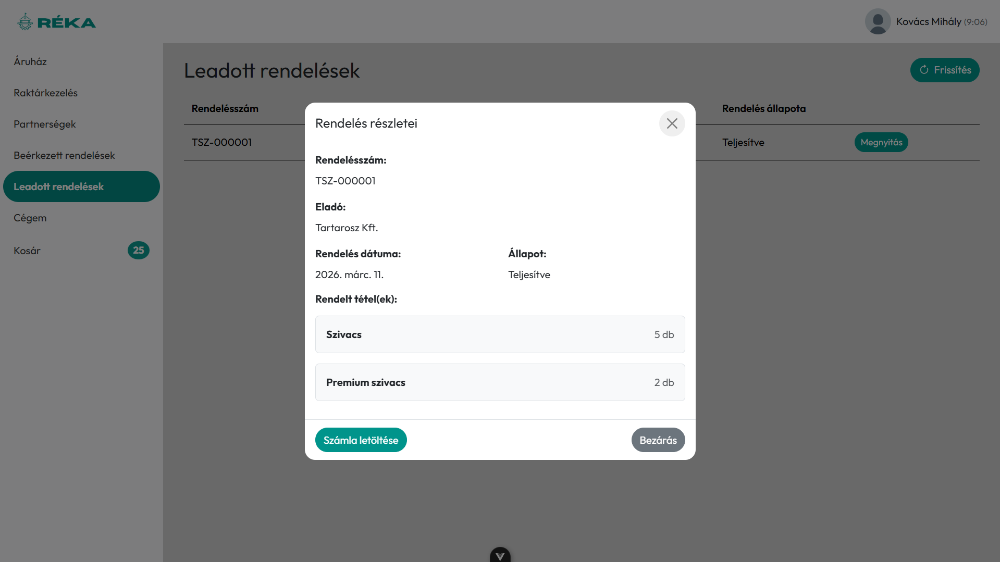 RÉKA
Kovács Mihály (9:06)
Áruház
Raktárkezelés
Partnerségek
Beérkezett rendelések
Leadott rendelések
Cégem
Kosár 25
Leadott rendelések
Frissítés
Rendelésszám Rendelés állapota
TSZ-000001 Teljesítve Megnyitás
Rendelés részletei
Rendelésszám:
TSZ-000001
Eladó:
Tartarosz Kft.
Rendelés dátuma: Állapot:
2026. márc. 11. Teljesítve
Rendelt tétel(ek):
Szivacs 5 db
Premium szivacs 2 db
Számla letöltése Bezárás